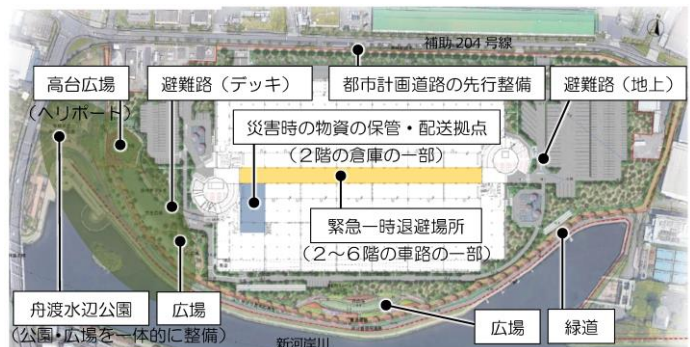 補助204号線
高台広場
(ヘリポート)
避難路(デッキ)
都市計画道路の先行整備
避難路(地上)
災害時の物資の保管・配送拠点
(2階の倉庫の一部)
緊急一時退避場所
(2~6階の車路の一部)
舟渡水辺公園
(公園・広場を一体的に整備)
広場
広場
緑道
新河岸川